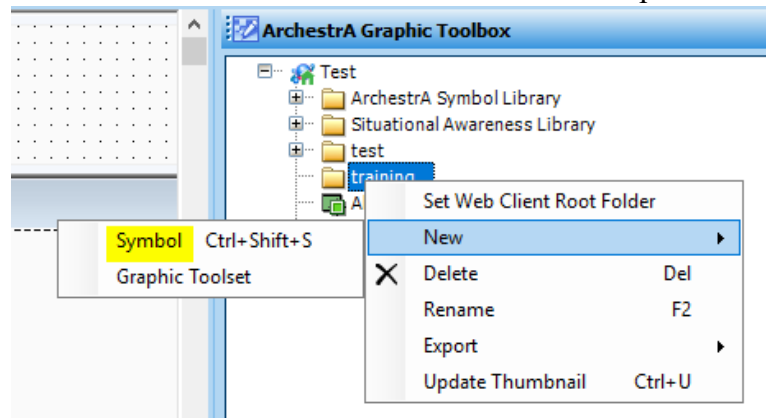 ArchestrA Graphic Toolbox
Test
ArchestrA Symbol Library
Situational Awareness Library
test
training
A
Set Web Client Root Folder
New
Symbol Ctrl+Shift+S
Graphic Toolset
Delete Del
Rename F2
Export
Update Thumbnail Ctrl+U